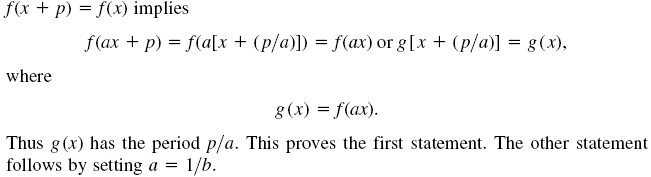 f(x + p) = f(x) implies
f(ax + p) = f(a[x + (p/a)]) = f(ax) or g[x + (p/a)] = g(x),
where
g(x) = f(ax).
Thus g(x) has the period p/a. This proves the first statement. The other statement
follows by setting a = 1/b.